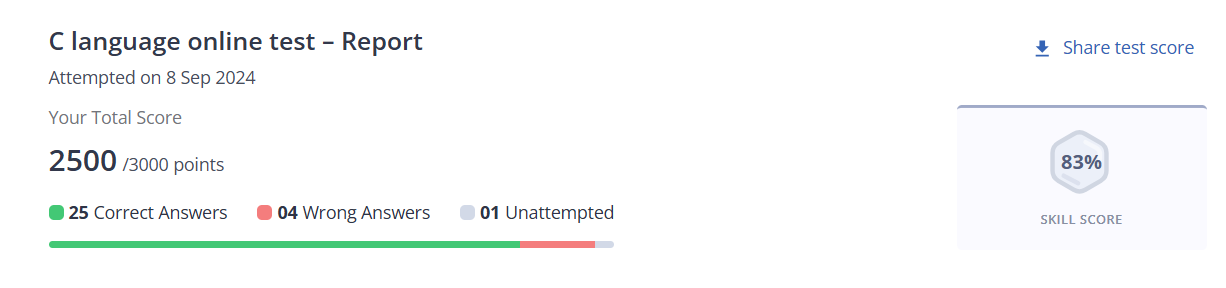 C language online test – Report
Share test score
Attempted on 8 Sep 2024
Your Total Score
2500 /3000 points
83%
25 Correct Answers 04 Wrong Answers 01 Unattempted
SKILL SCORE